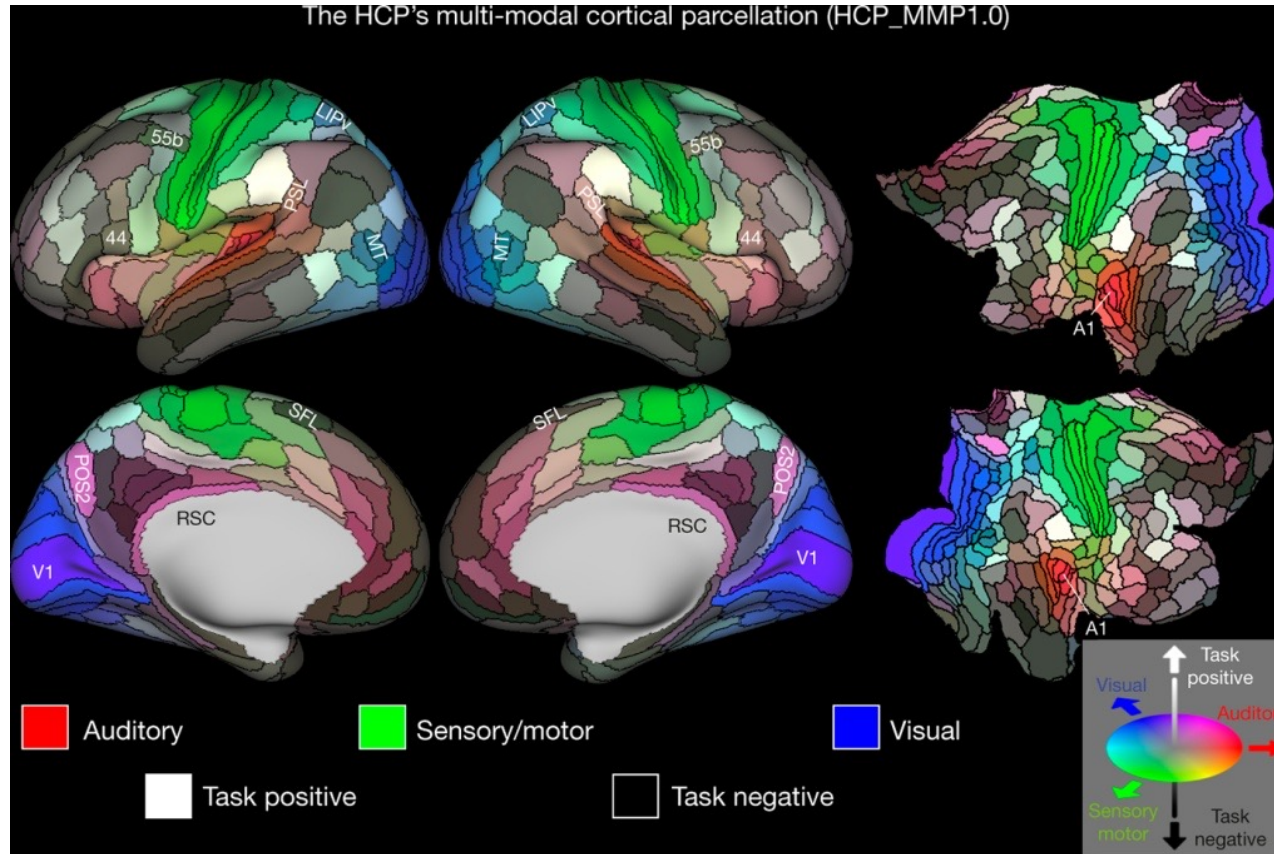 The HCP's multi-modal cortical parcellation (HCP_MMP1.0)
LIPv
55b
PSL
44
MT
LIPv
55b
PSL
MT
44
A1
SFL
POS2
RSC
V1
SFL
POS2
RSC
V1
A1
Task
positive
Visual
Auditor
Sensory
motor
Task
negative
Auditory
Sensory/motor
Visual
Task positive
Task negative